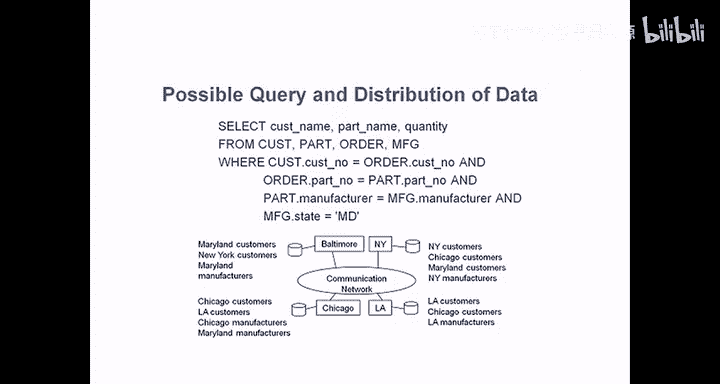 bilibili
Possible Query and Distribution of Data
SELECT cust_name, part_name, quantity
FROM CUST, PART, ORDER, MFG
WHERE CUST.cust_no = ORDER.cust_no AND
ORDER.part_no = PART.part_no AND
PART.manufacturer = MFG.manufacturer AND
MFG.state = 'MD'
Maryland customers
New York customers
Maryland
manufacturers
Baltimore
NY
NY customers
Chicago customers
Maryland customers
NY manufacturers
Communication
Network
Chicago customers
LA customers
Chicago manufacturers
Maryland manufacturers
Chicago
LA
LA customers
Chicago customers
LA manufacturers